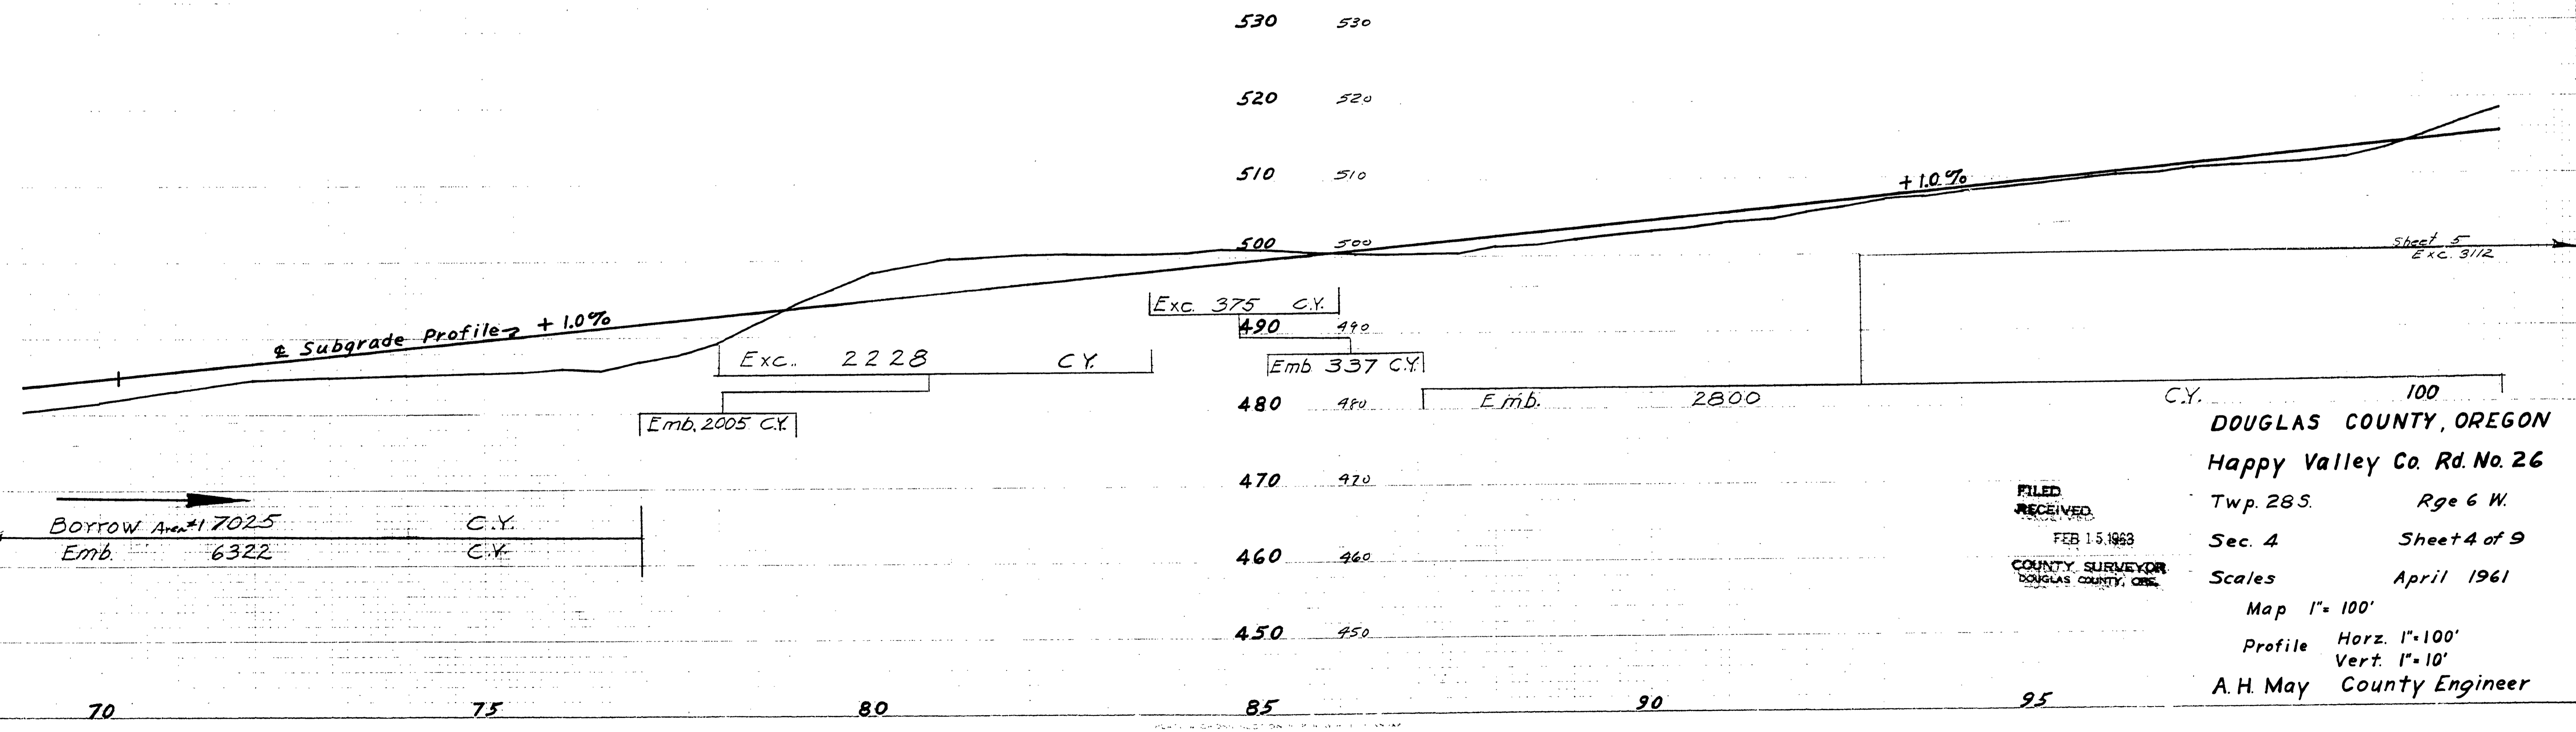 530 530
520 520
510 510
+1.0%
500 500
Sheet 5
Exc. 3112
Exc. 375 C.Y.
℄ Subgrade Profile + 1.0%
490 490
Exc. 2228 C.Y.
Emb. 337 C.Y.
480 480
Emb. 2800 C.Y.
100
Emb. 2005 C.Y.
DOUGLAS COUNTY, OREGON
Happy Valley Co. Rd. No. 26
470 470
FILED
RECEIVED
FEB 15 1963
COUNTY SURVEYOR
DOUGLAS COUNTY, ORE.
Twp. 28 S. Rge 6 W.
Sec. 4 Sheet 4 of 9
Scales April 1961
Map 1"= 100'
Profile Horz. 1"=100'
Vert. 1"=10'
A. H. May County Engineer
Borrow Area #1 7025 C.Y.
Emb. 6322 C.Y.
460 460
450 450
70 75 80 85 90 95